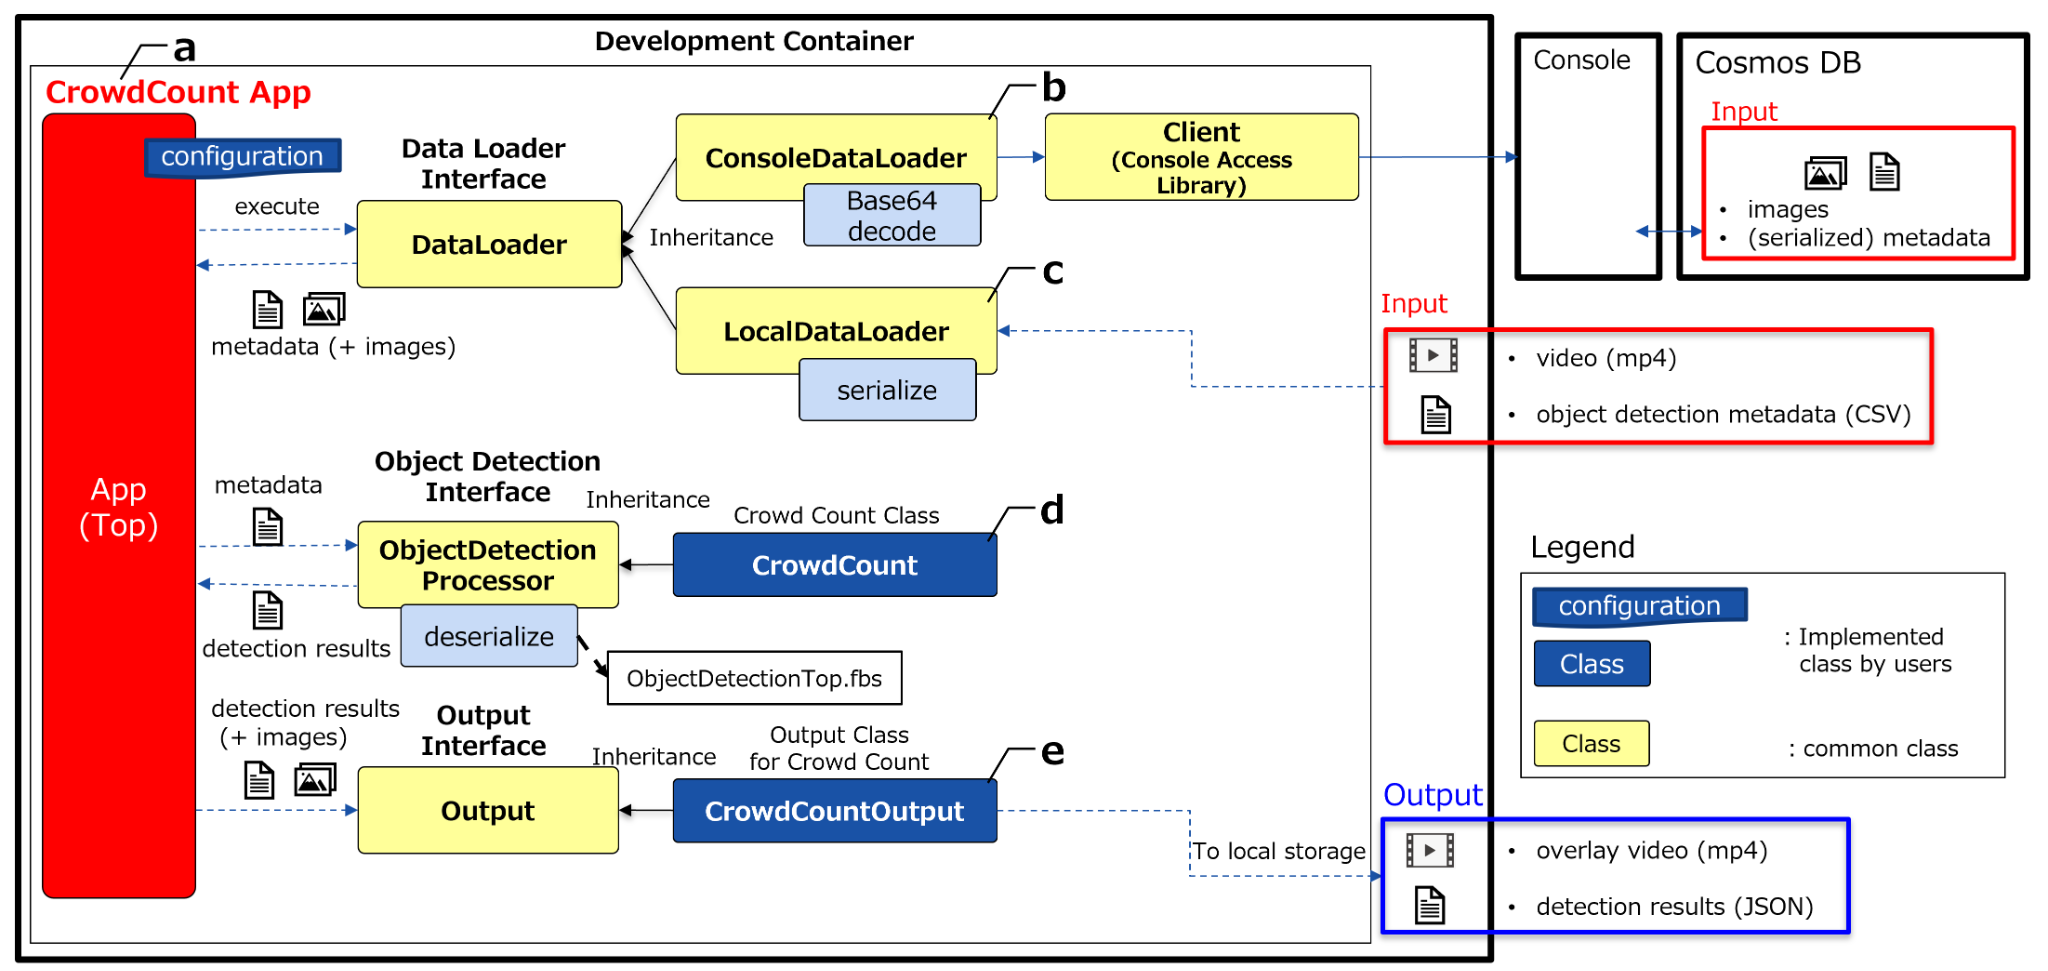 Development Container
a
CrowdCount App
configuration
execute
metadata (+ images)
App
(Top)
Data Loader
Interface
DataLoader
Inheritance
b
ConsoleDataLoader
Base64
decode
Client
(Console Access
Library)
c
LocalDataLoader
serialize
Console
Cosmos DB
Input
• images
• (serialized) metadata
Input
• video (mp4)
• object detection metadata (CSV)
metadata
detection results
Object Detection
Interface
ObjectDetection
Processor
deserialize
ObjectDetectionTop.fbs
Inheritance
Crowd Count Class
d
CrowdCount
detection results
(+ images)
Output
Interface
Output
Inheritance
Output Class
for Crowd Count
e
CrowdCountOutput
To local storage
Output
• overlay video (mp4)
• detection results (JSON)
Legend
configuration
Class
: Implemented
class by users
Class
: common class